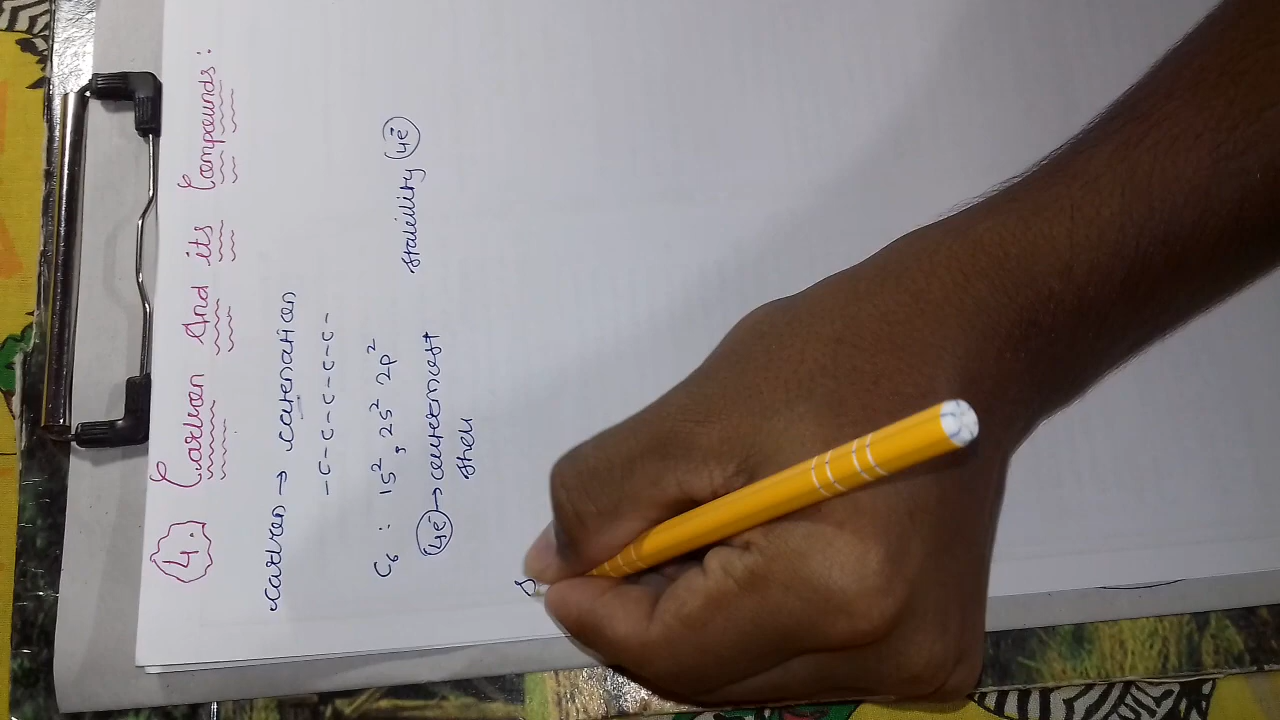 4. Carbon And its Compounds:
carbon → catenation
-C-C-C-C-C-
C₆ : 1s², 2s² 2p²
4e⁻ → outermost stability 4e⁻
shell